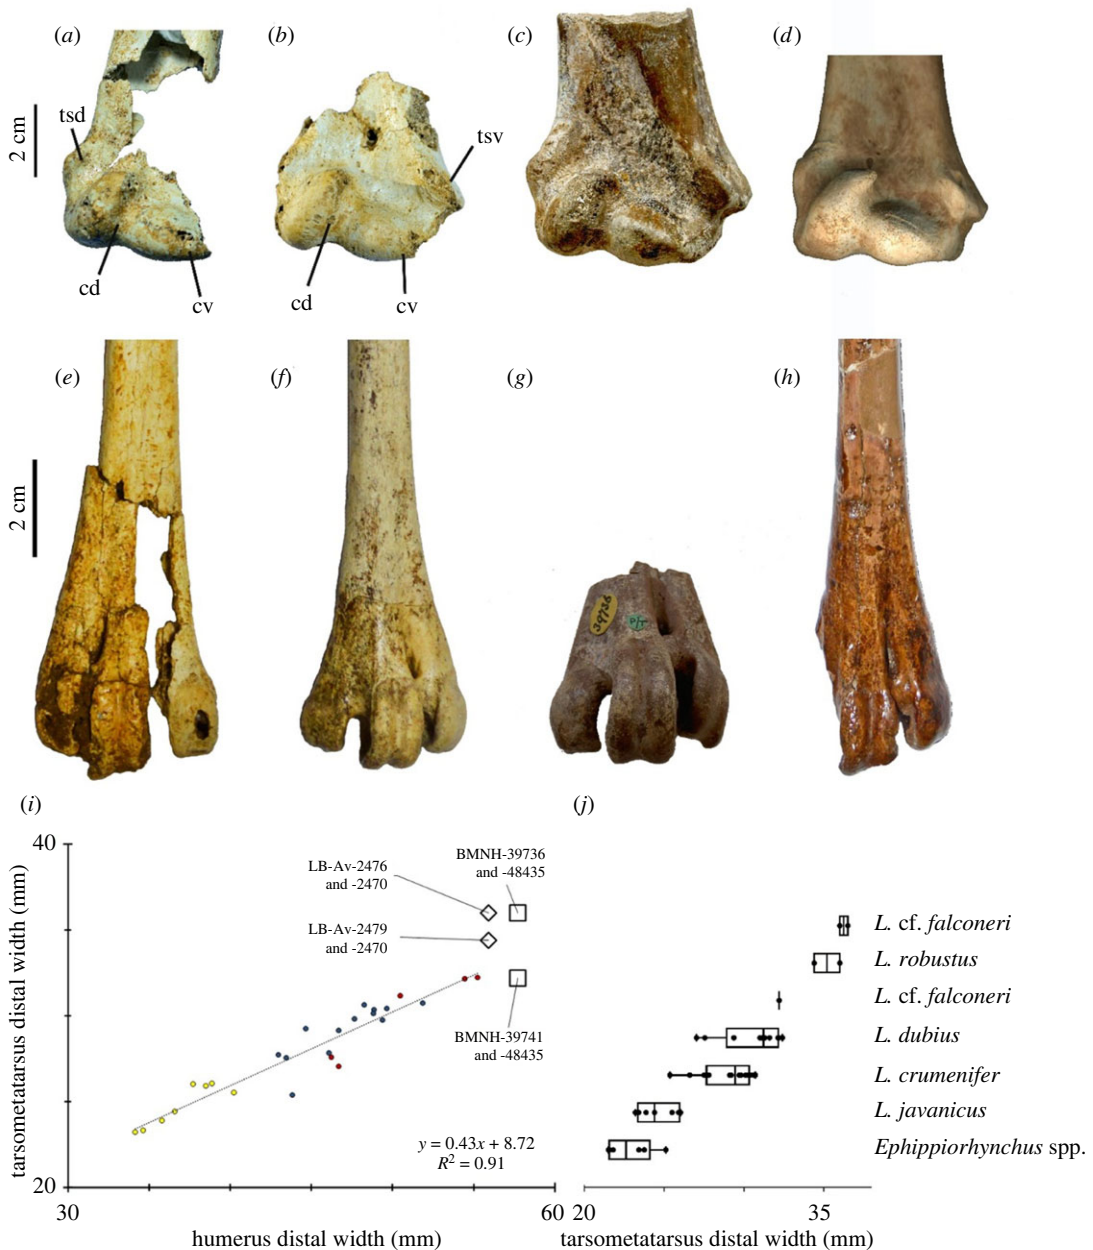 (a)
(b)
(c)
(d)
2 cm
tsd
cd
cv
tsv
cd
cv
(e)
(f)
(g)
(h)
2 cm
39736
P/T
(i)
(j)
40
tarsometatarsus distal width (mm)
20
LB-Av-2476
and -2470
BMNH-39736
and -48435
LB-Av-2479
and -2470
BMNH-39741
and -48435
y = 0.43x + 8.72
R² = 0.91
30
60
humerus distal width (mm)
L. cf. falconeri
L. robustus
L. cf. falconeri
L. dubius
L. crumenifer
L. javanicus
Ephippiorhynchus spp.
20
35
tarsometatarsus distal width (mm)